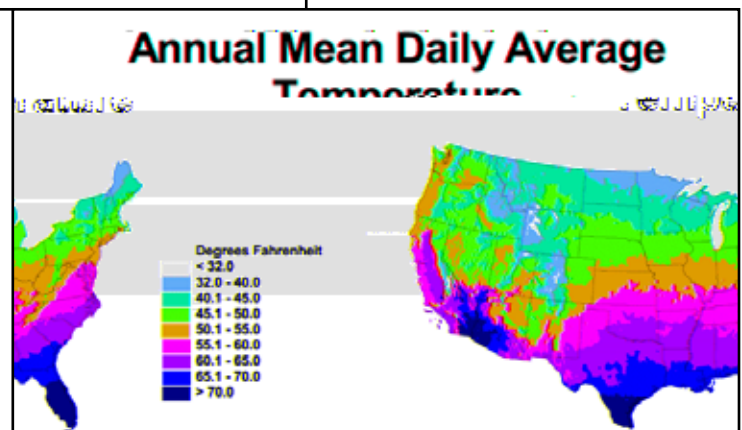 Annual Mean Daily Average
Temperature
Degrees Fahrenheit
< 32.0
32.0 - 40.0
40.1 - 45.0
45.1 - 50.0
50.1 - 55.0
55.1 - 60.0
60.1 - 65.0
65.1 - 70.0
> 70.0